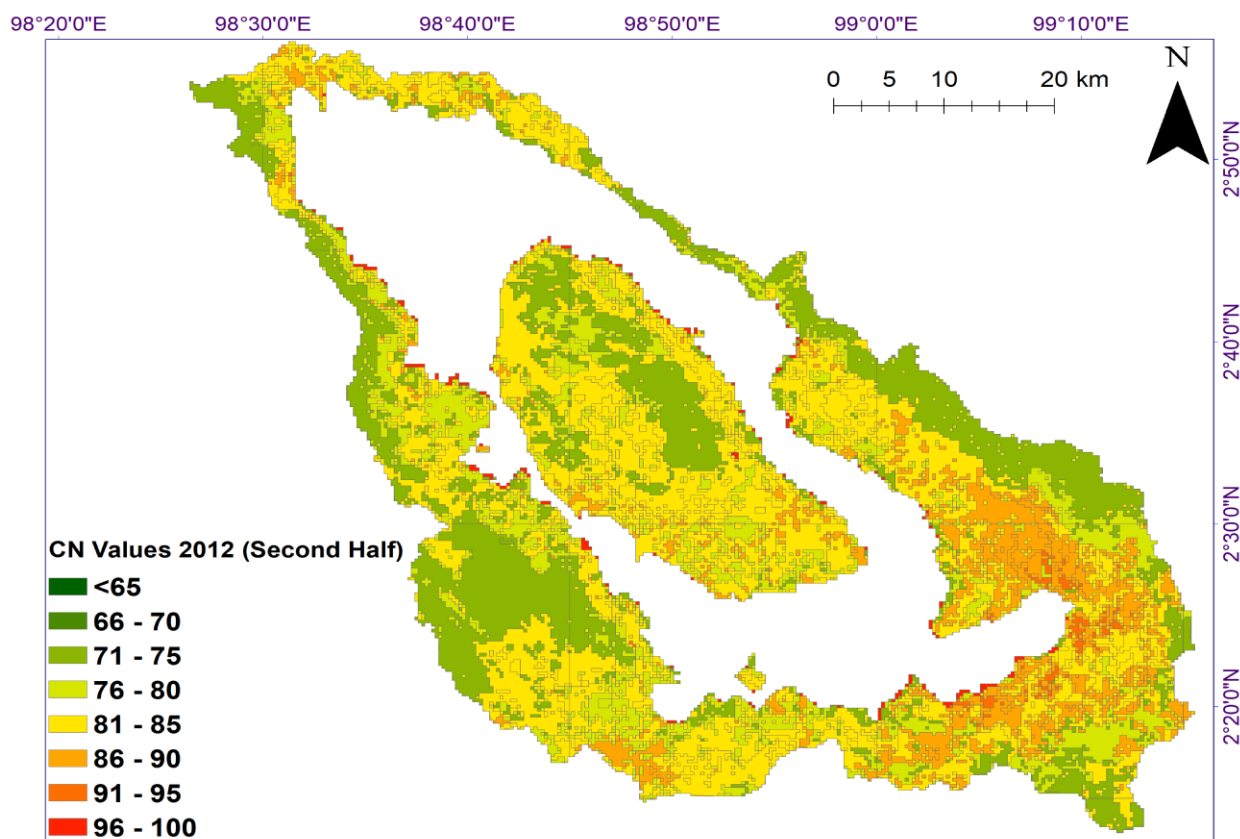 98°20'0"E 98°30'0"E 98°40'0"E 98°50'0"E 99°0'0"E 99°10'0"E
N
0 5 10 20 km
2°50'0"N
2°40'0"N
2°30'0"N
2°20'0"N
CN Values 2012 (Second Half)
<65
66 - 70
71 - 75
76 - 80
81 - 85
86 - 90
91 - 95
96 - 100